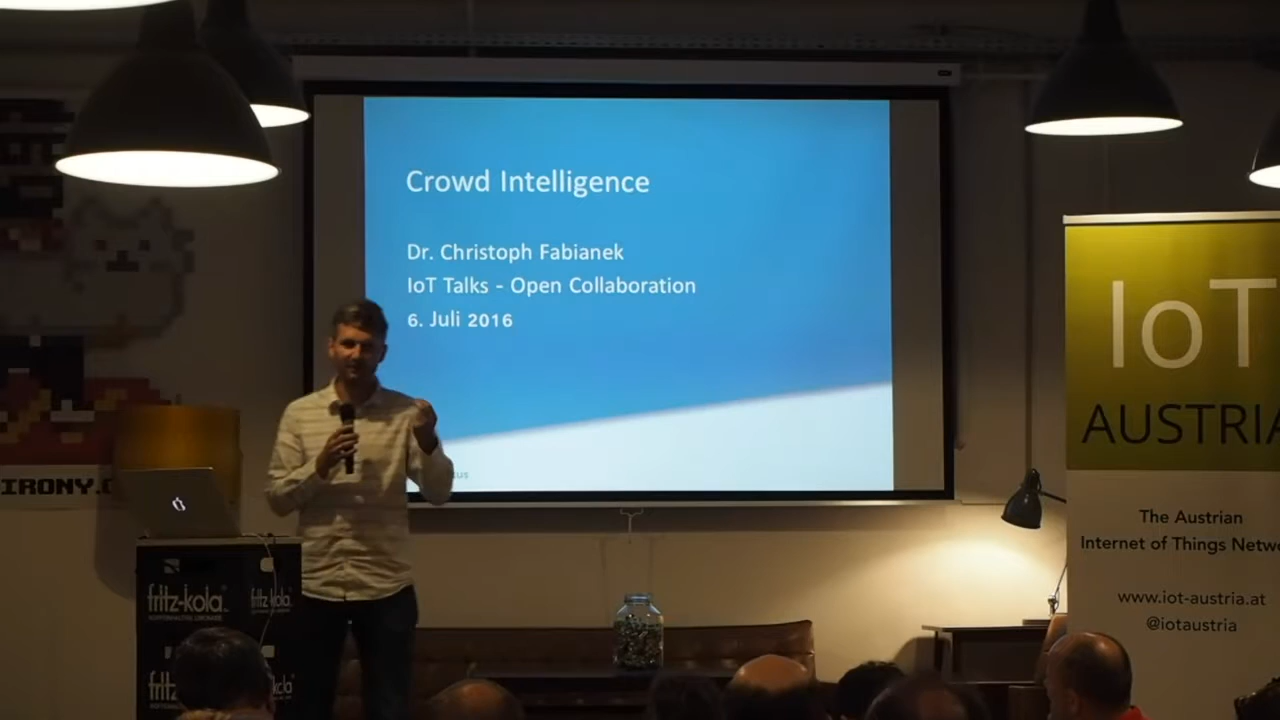 Crowd Intelligence
Dr. Christoph Fabianek
IoT Talks - Open Collaboration
6. Juli 2016
IoT
AUSTRIA
The Austrian
Internet of Things Netw
www.iot-austria.at
@iotaustria
IRONY.
fritz-kola
fritz kola